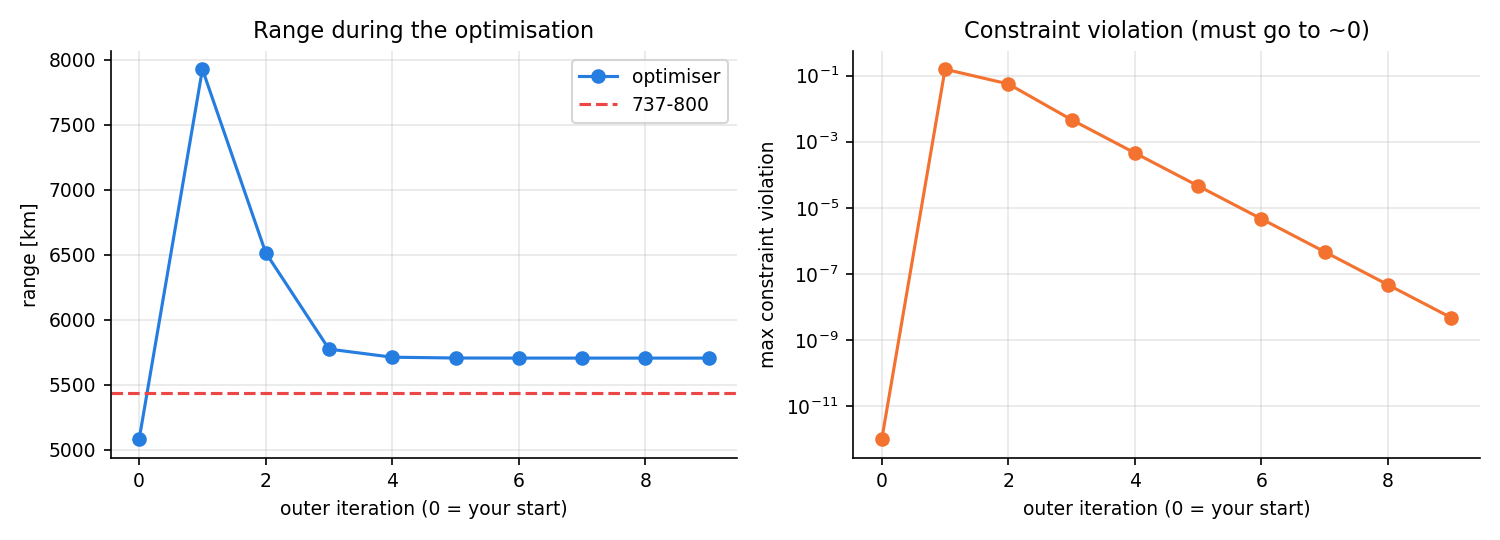 Range during the optimisation
8000
7500
7000
6500
6000
5500
5000
range [km]
optimiser
737-800
0 2 4 6 8
outer iteration (0 = your start)
Constraint violation (must go to ~0)
10⁻¹
10⁻³
10⁻⁵
10⁻⁷
10⁻⁹
10⁻¹¹
max constraint violation
0 2 4 6 8
outer iteration (0 = your start)